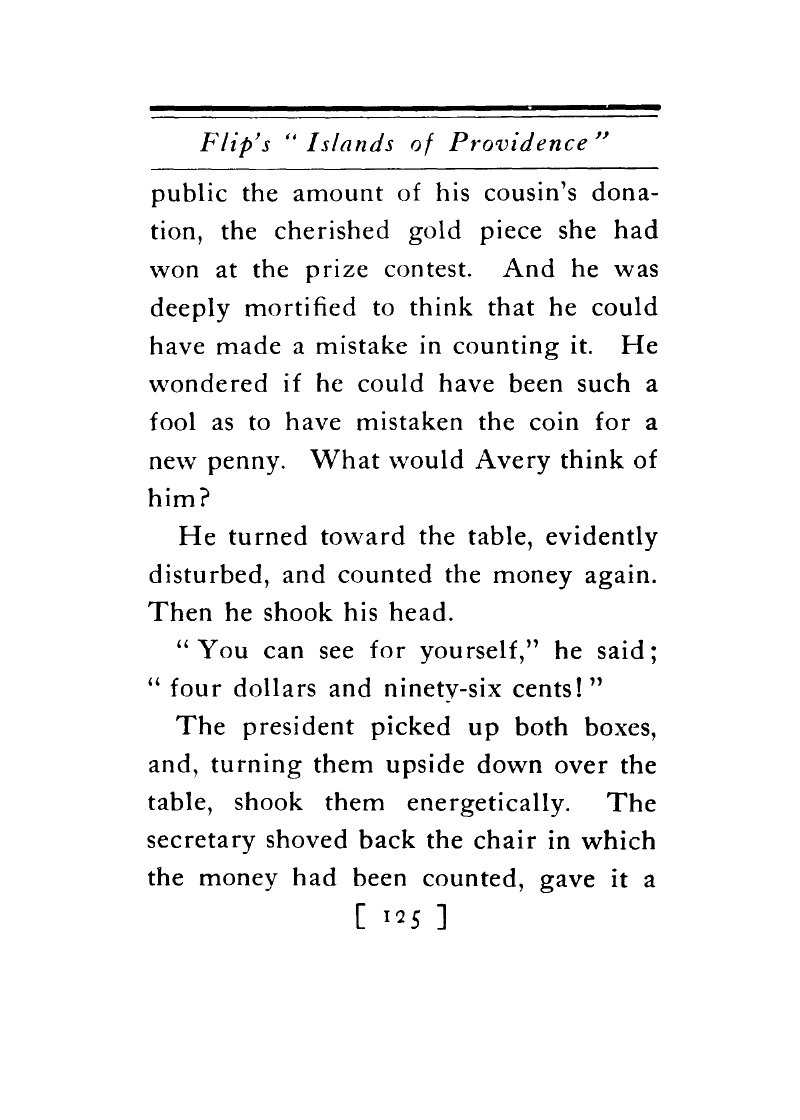 Flip's “ Islands of Providence ”
public the amount of his cousin's dona-
tion, the cherished gold piece she had
won at the prize contest. And he was
deeply mortified to think that he could
have made a mistake in counting it. He
wondered if he could have been such a
fool as to have mistaken the coin for a
new penny. What would Avery think of
him?
He turned toward the table, evidently
disturbed, and counted the money again.
Then he shook his head.
“ You can see for yourself,” he said;
“ four dollars and ninety-six cents! ”
The president picked up both boxes,
and, turning them upside down over the
table, shook them energetically. The
secretary shoved back the chair in which
the money had been counted, gave it a
[ 125 ]